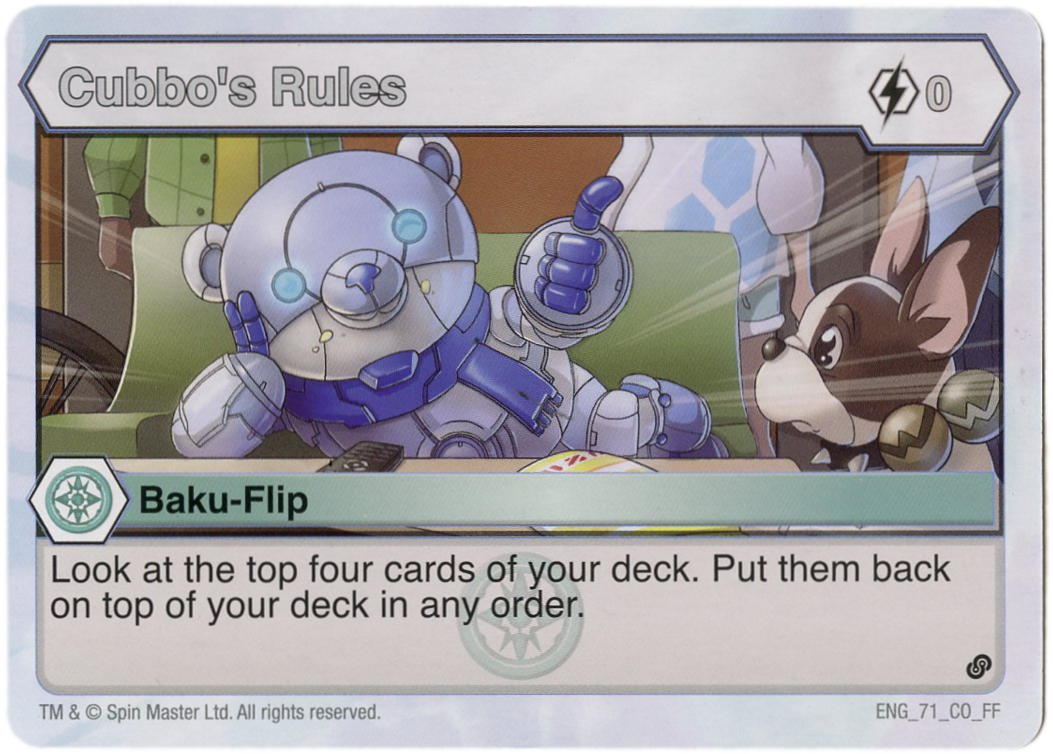 Cubbo's Rules
0
Baku-Flip
Look at the top four cards of your deck. Put them back
on top of your deck in any order.
TM & © Spin Master Ltd. All rights reserved.
ENG_71_CO_FF